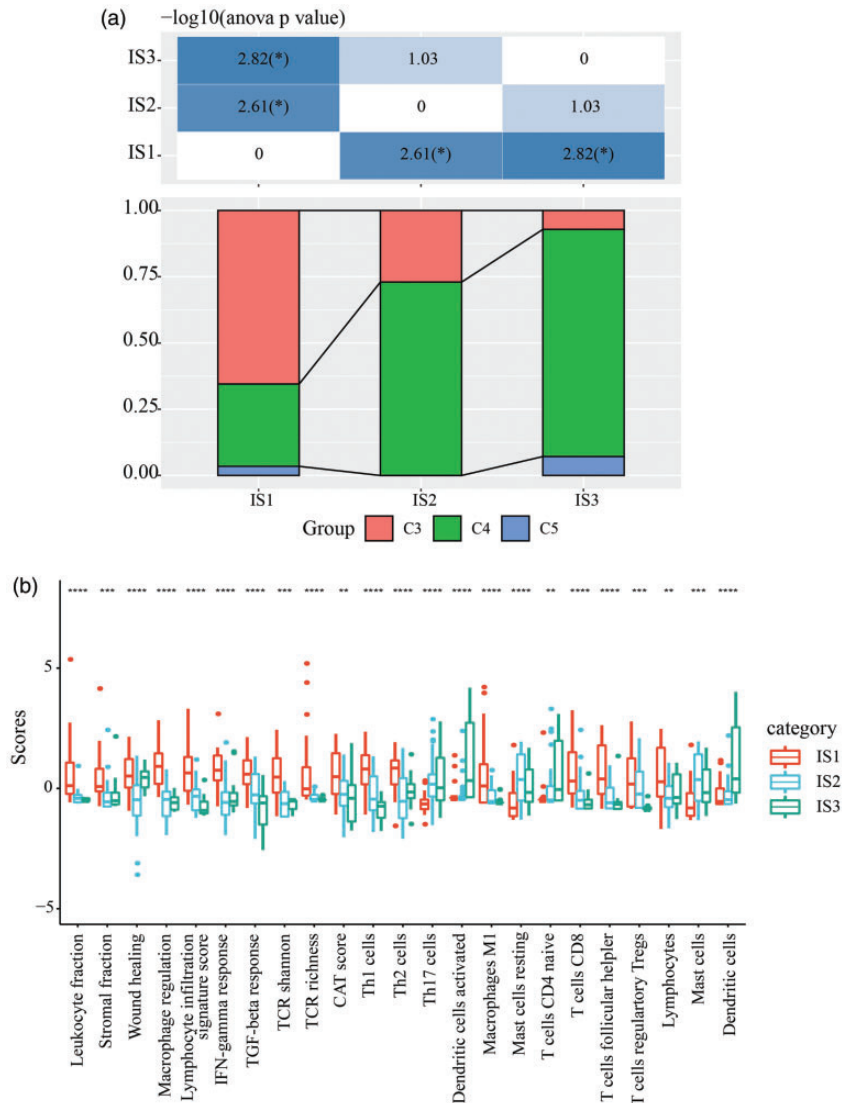 (a) −log10(anova p value)
IS3 2.82(*) 1.03 0
IS2 2.61(*) 0 1.03
IS1 0 2.61(*) 2.82(*)
1.00
0.75
0.50
0.25
0.00
IS1 IS2 IS3
Group C3 C4 C5
(b)
**** *** **** **** **** **** **** *** **** ** **** **** **** **** **** **** ** **** **** *** ** *** ****
5
0
−5
Scores
category
IS1
IS2
IS3
Leukocyte fraction
Stromal fraction
Wound healing
Macrophage regulation
Lymphocyte infiltration
signature score
IFN-gamma response
TGF-beta response
TCR shannon
TCR richness
CAT score
Th1 cells
Th2 cells
Th17 cells
Dendritic cells activated
Macrophages M1
Mast cells resting
T cells CD4 naive
T cells CD8
T cells follicular helpler
T cells regulartory Tregs
Lymphocytes
Mast cells
Dendritic cells